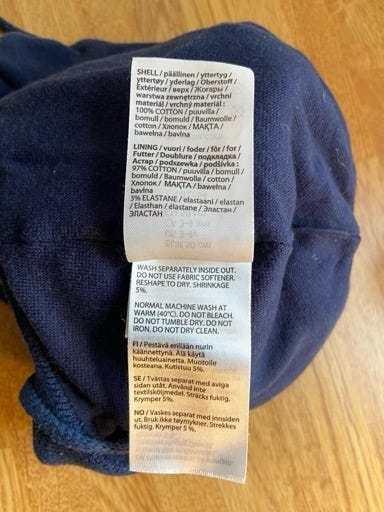 SHELL / päällinen / yttertyg /
yttertøy / yderlag / Oberstoff /
Extérieur / верх / Жоғары /
warstwa zewnętrzna / vrchní
materiál / vrchný materiál :
100% COTTON / puuvilla /
bomull / bomuld / Baumwolle /
cotton / Хлопок / МАҚТА /
bawełna / bavlna
LINING / vuori / foder / fôr / for /
Futter / Doublure / подкладка /
Астар / podszewka / podšívka :
97% COTTON / puuvilla / bomull /
bomuld / Baumwolle / cotton /
Хлопок / МАҚТА / bawełna /
bavlna
3% ELASTANE / elastaani / elastan
/ Elasthan / élastane / Эластан /
ЭЛАСТАН
WASH SEPARATELY INSIDE OUT.
DO NOT USE FABRIC SOFTENER.
RESHAPE TO DRY. SHRINKAGE
5%.
NORMAL MACHINE WASH AT
WARM (40°C). DO NOT BLEACH.
DO NOT TUMBLE DRY. DO NOT
IRON. DO NOT DRY CLEAN.
FI / Pestävä erillään nurin
käännettynä. Älä käytä
huuhteluainetta. Muotoile
kosteana. Kutistuu 5%.
SE / Tvättas separat med aviga
sidan utåt. Använd inte
textilsköljmedel. Sträcks fuktig.
Krymper 5%.
NO / Vaskes separat med innsiden
ut. Bruk ikke tøymykner. Strekkes
fuktig. Krymper 5 %.